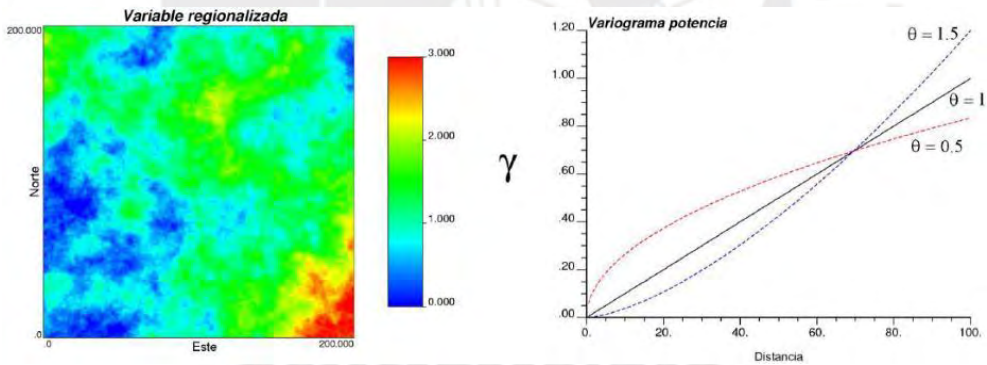 Variable regionalizada
200.000
Norte
.0
.0
Este
200.000
3.000
2.000
1.000
0.000
γ
Variograma potencia
1.20
1.00
.80
.60
.40
.20
.00
0.
20.
40.
60.
80.
100.
Distancia
θ = 1.5
θ = 1
θ = 0.5